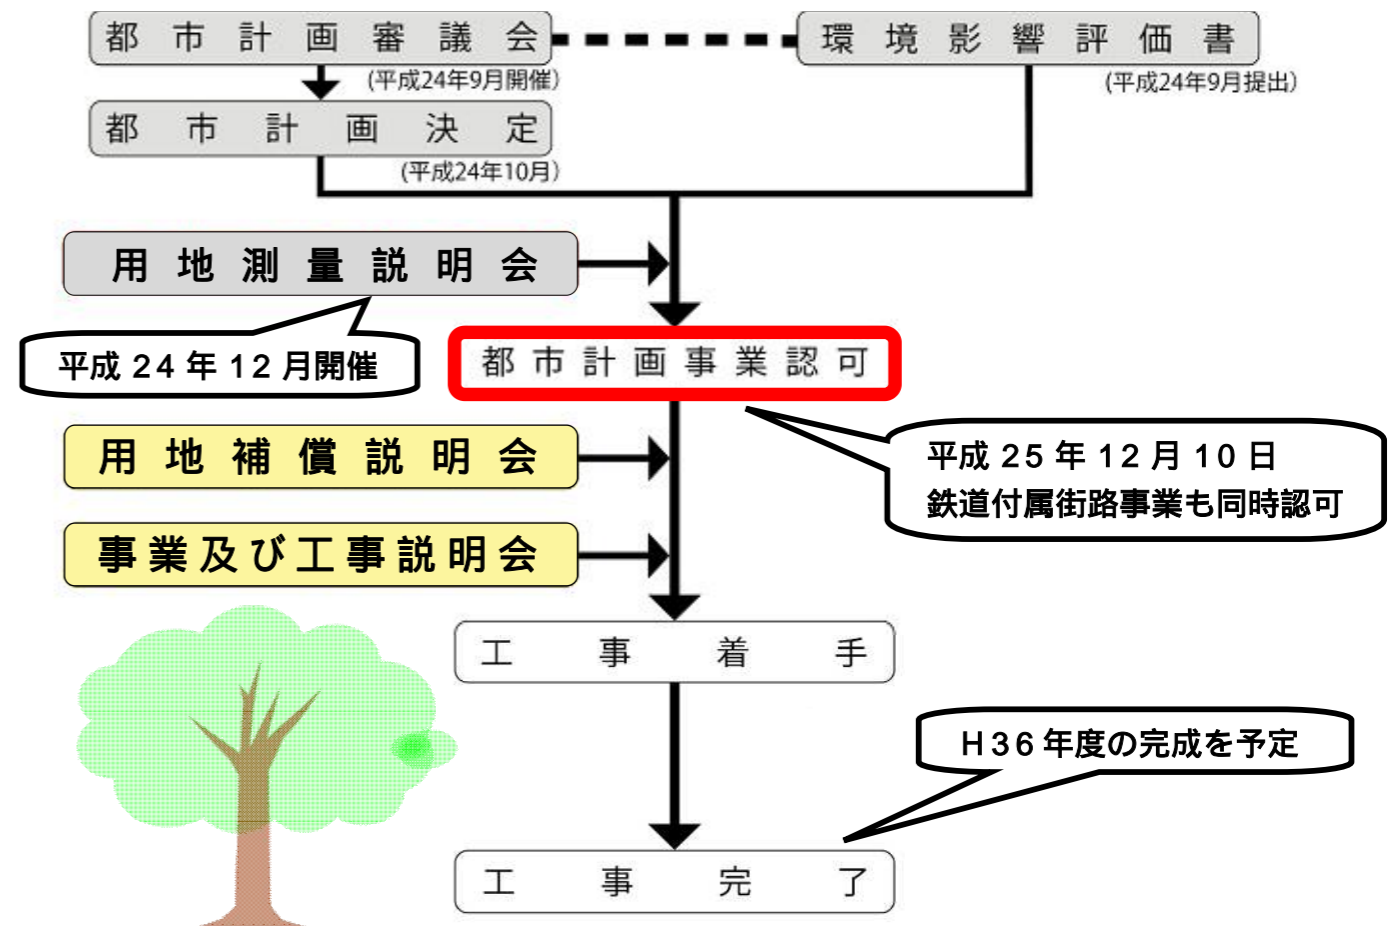 都市計画審議会
環境影響評価書
(平成24年9月開催)
(平成24年9月提出)
都市計画決定
(平成24年10月)
用地測量説明会
平成24年12月開催
都市計画事業認可
用地補償説明会
平成25年12月10日
鉄道付属街路事業も同時認可
事業及び工事説明会
工事着手
H36年度の完成を予定
工事完了